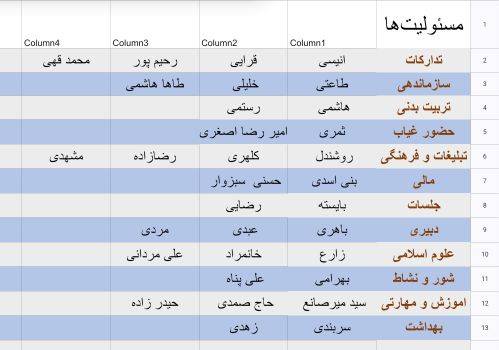 مسئولیت‌ها Column1 Column2 Column3 Column4 1
تدارکات انیسی قرایی رحیم پور محمد قهی 2
سازماندهی طاعتی خلیلی طاها هاشمی 3
تربیت بدنی هاشمی رستمی 4
حضور غیاب ثمری امیر رضا اصغری 5
تبلیغات و فرهنگی روشندل کلهری رضازاده مشهدی 6
مالی بنی اسدی حسنی سبزوار 7
جلسات بایسته رضایی 8
دبیری باهری عبدی مردی 9
علوم اسلامی زارع خانمراد علی مردانی 10
شور و نشاط بهرامی علی پناه 11
اموزش و مهارتی سید میرصانع حاج صمدی حیدر زاده 12
بهداشت سربندی زهدی 13